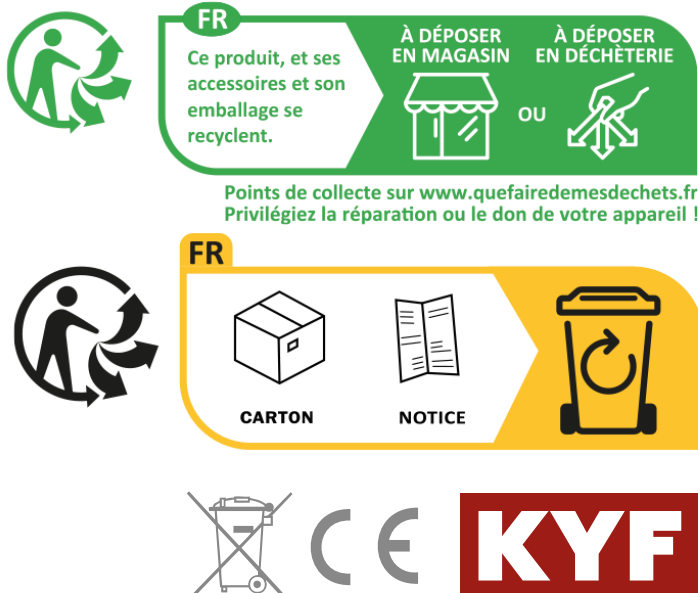 FR
Ce produit, et ses
accessoires et son
emballage se
recyclent.
À DÉPOSER
EN MAGASIN
OU
À DÉPOSER
EN DÉCHÈTERIE
Points de collecte sur www.quefairedemesdechets.fr
Privilégiez la réparation ou le don de votre appareil !
FR
CARTON
NOTICE
CE
KYF